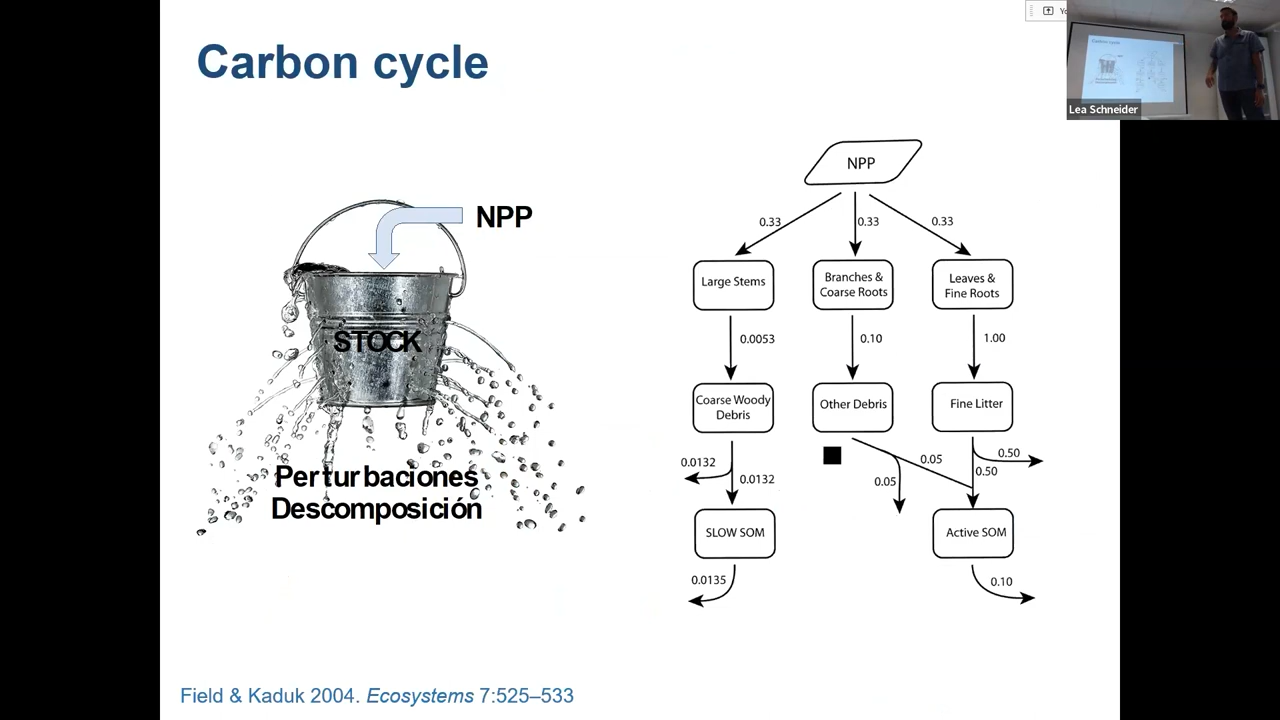 Carbon cycle
NPP
STOCK
Perturbaciones
Descomposición
NPP
0.33
0.33
0.33
Large Stems
Branches &
Coarse Roots
Leaves &
Fine Roots
0.0053
0.10
1.00
Coarse Woody
Debris
Other Debris
Fine Litter
0.0132
0.0132
0.05
0.05
0.50
0.50
SLOW SOM
Active SOM
0.0135
0.10
Field & Kaduk 2004. Ecosystems 7:525–533
Lea Schneider
Carbon cycle